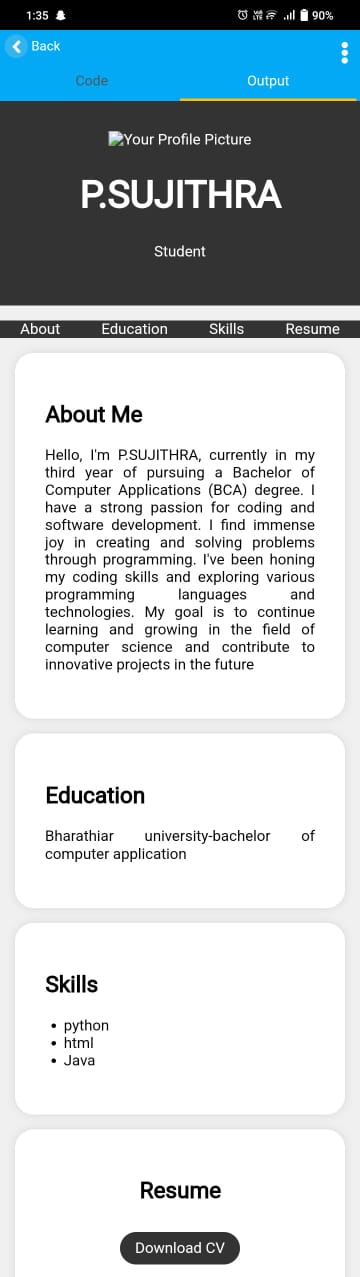 1:35
90%
Back
Code Output
Your Profile Picture
P.SUJITHRA
Student
About Education Skills Resume
About Me
Hello, I'm P.SUJITHRA, currently in my
third year of pursuing a Bachelor of
Computer Applications (BCA) degree. I
have a strong passion for coding and
software development. I find immense
joy in creating and solving problems
through programming. I've been honing
my coding skills and exploring various
programming languages and
technologies. My goal is to continue
learning and growing in the field of
computer science and contribute to
innovative projects in the future
Education
Bharathiar university-bachelor of
computer application
Skills
• python
• html
• Java
Resume
Download CV